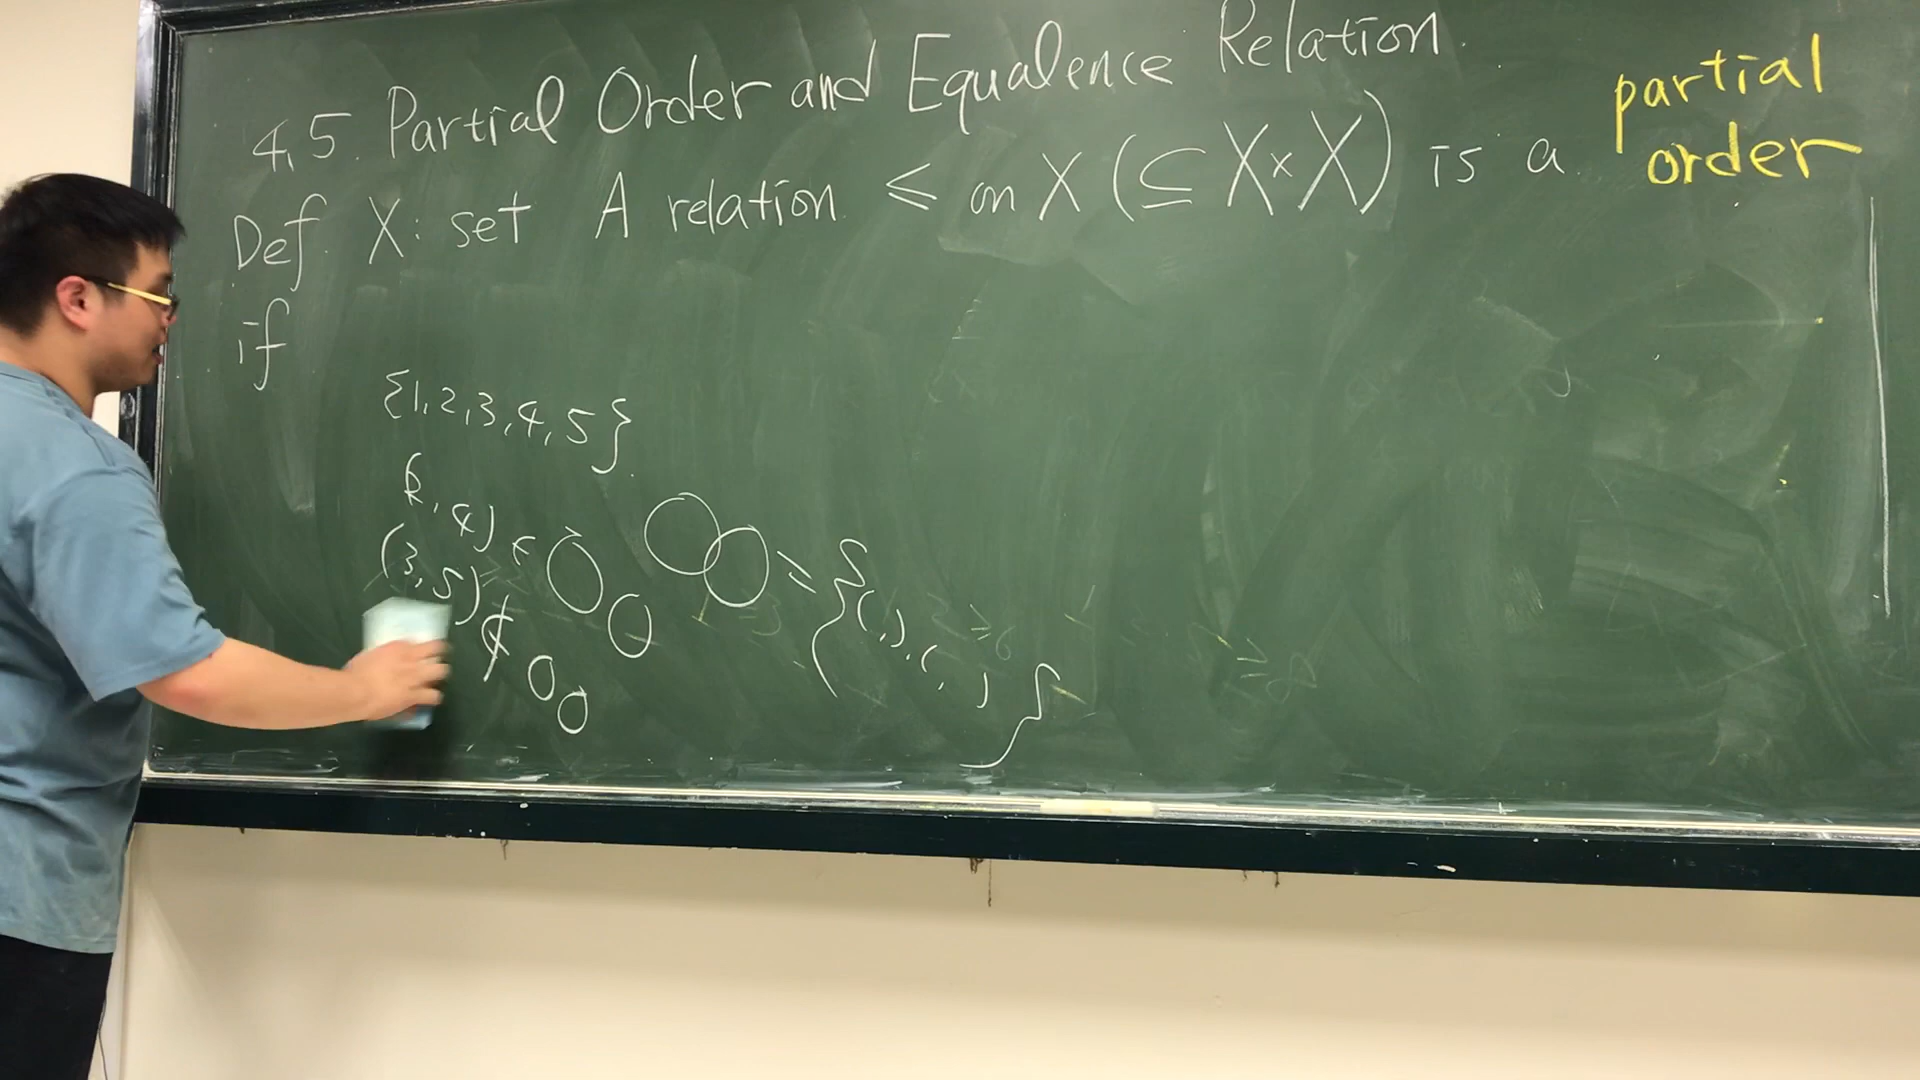 4.5. Partial Order and Equalence Relation.
Def. X: set A relation ≤ on X (⊆ X×X) is a partial order
if
{1,2,3,4,5}.
, 4) ∈
(3,5) ∉
= {(,),(,)}